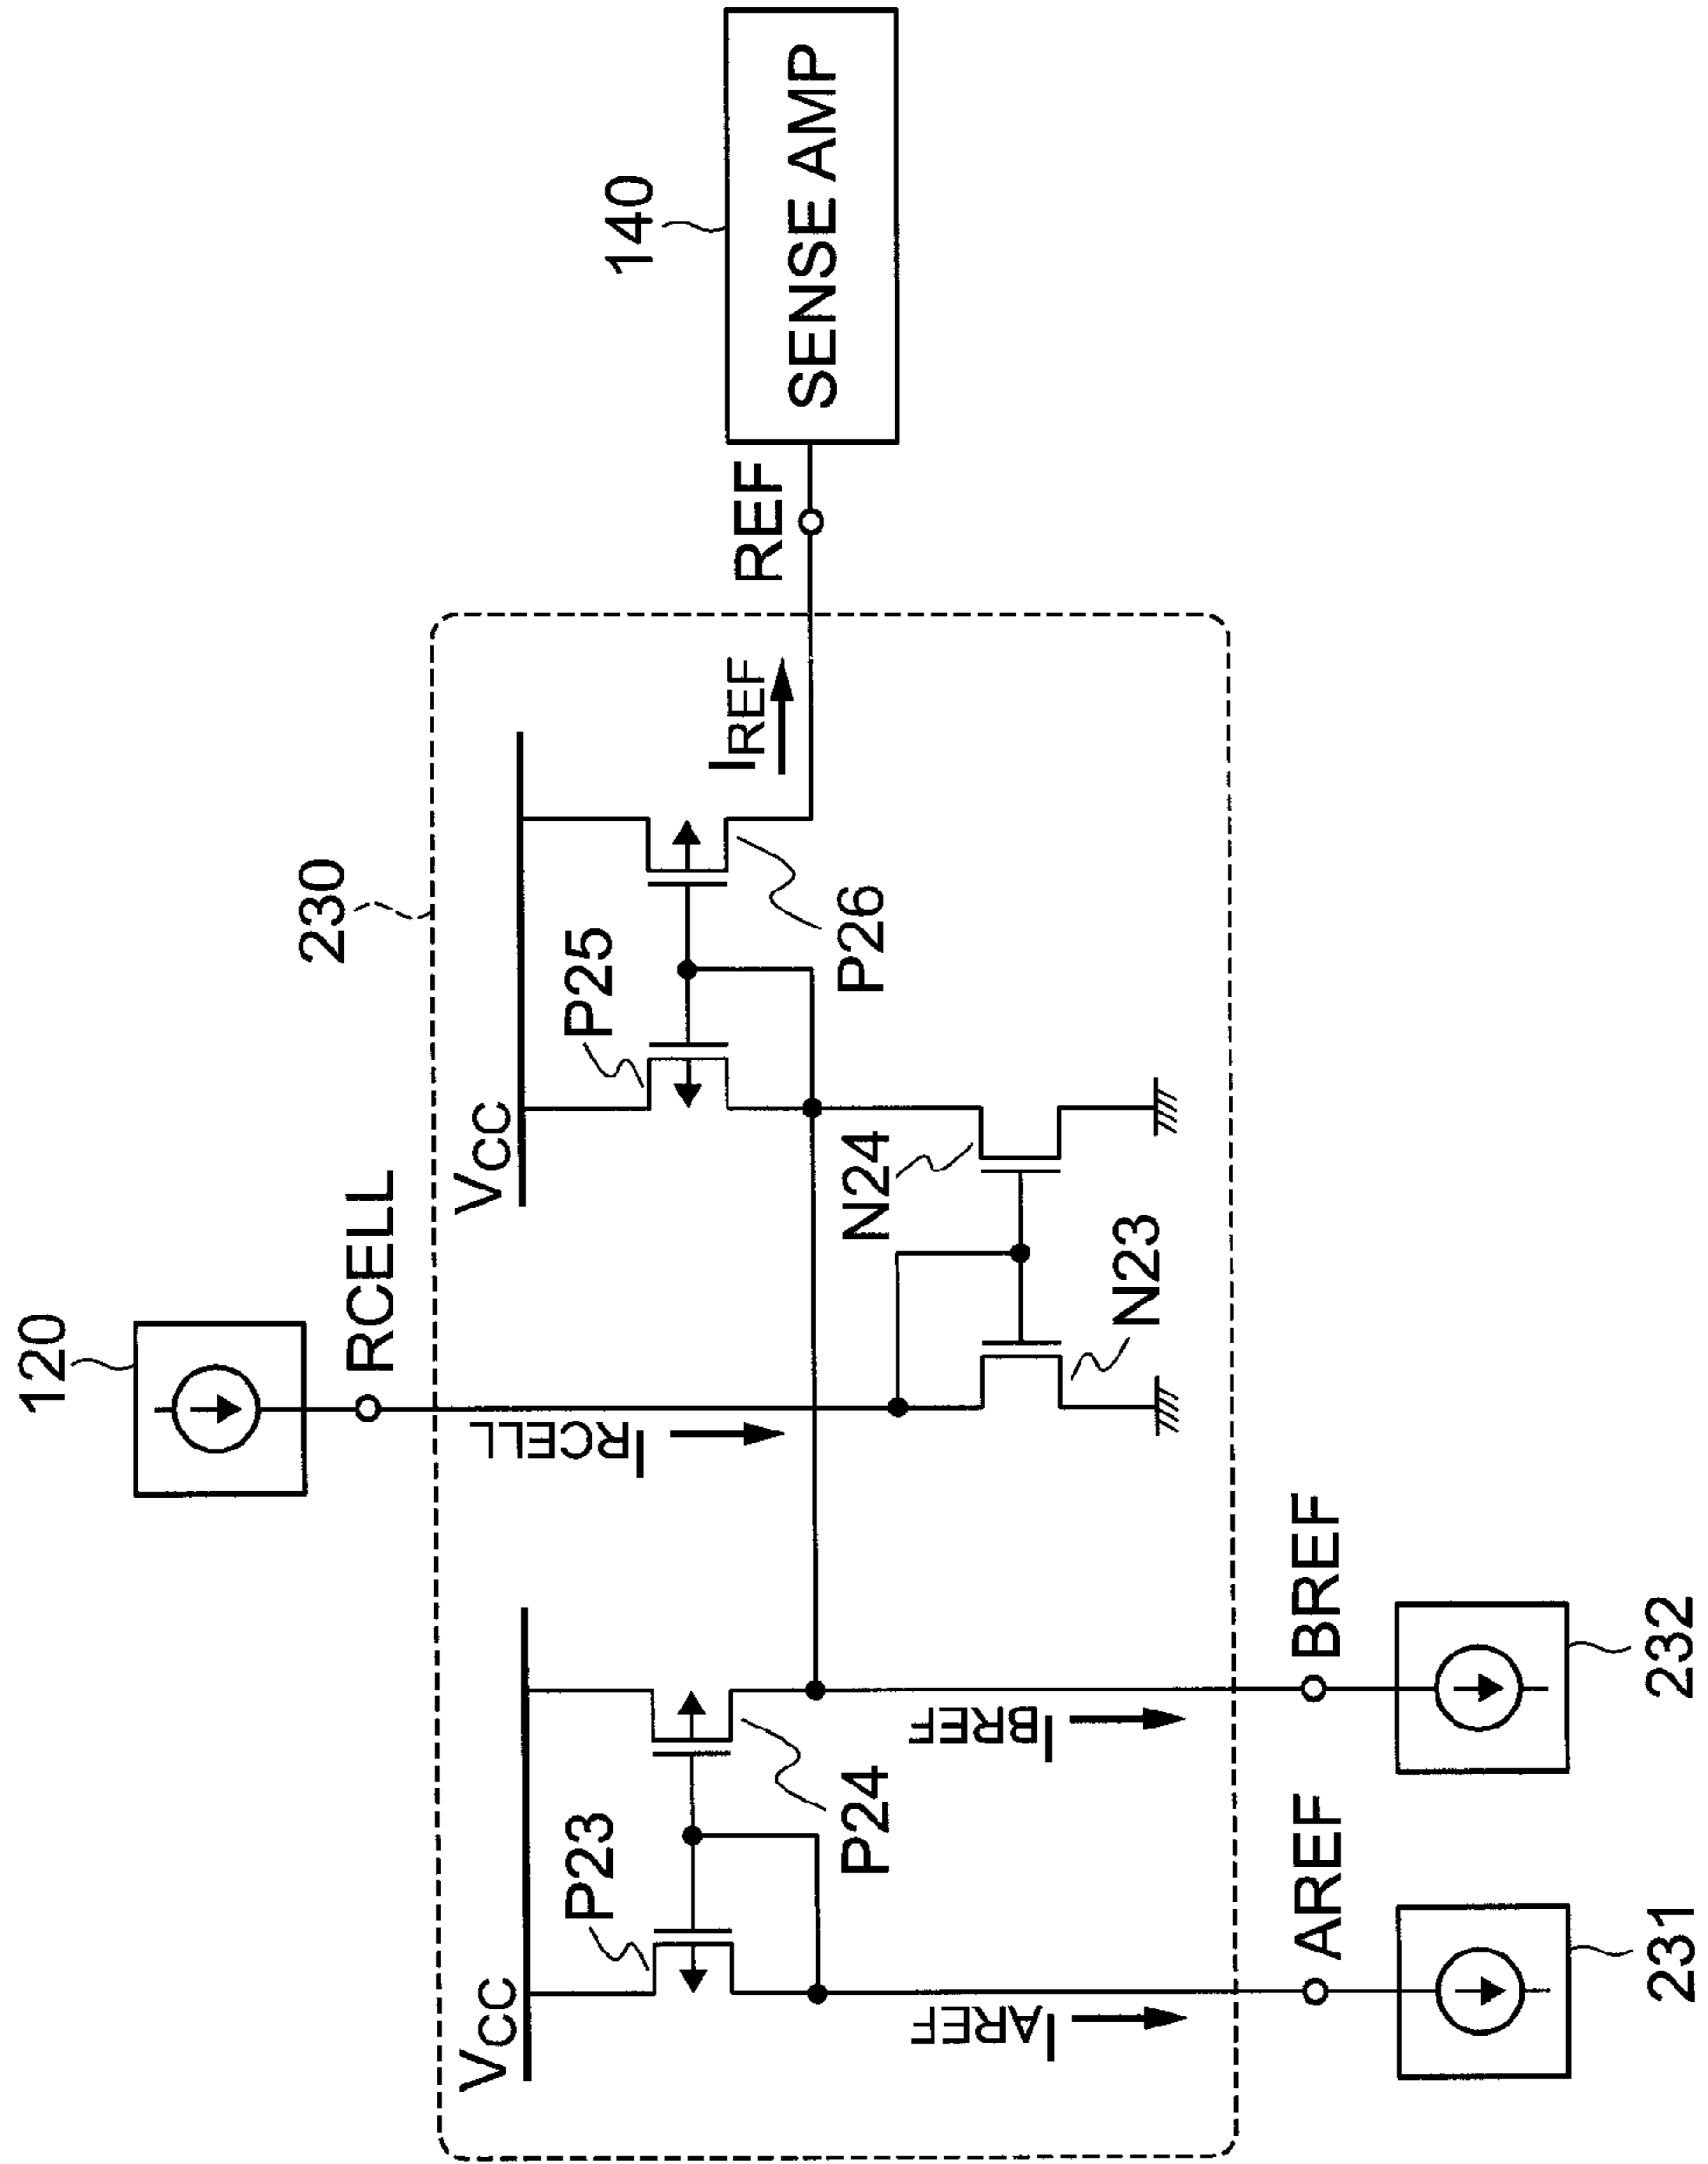 120
RCELL
230
VCC
P25
P26
IREF
REF
140
SENSE AMP
IRCELL
N24
N23
VCC
P23
P24
IAREF
IBREF
AREF
BREF
231
232